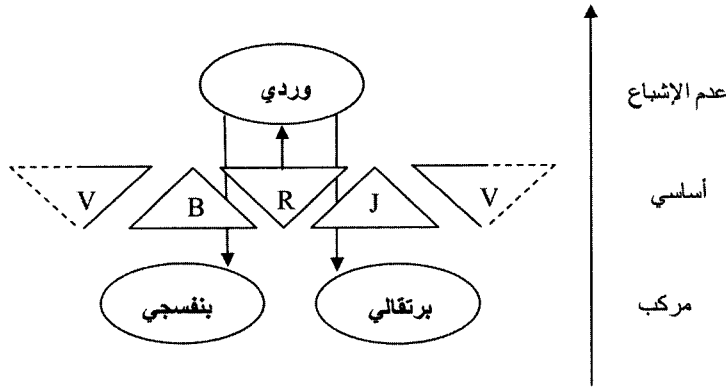 وردي
عدم الإشباع
V
B
R
J
V
أساسي
بنفسجي
برتقالي
مركب